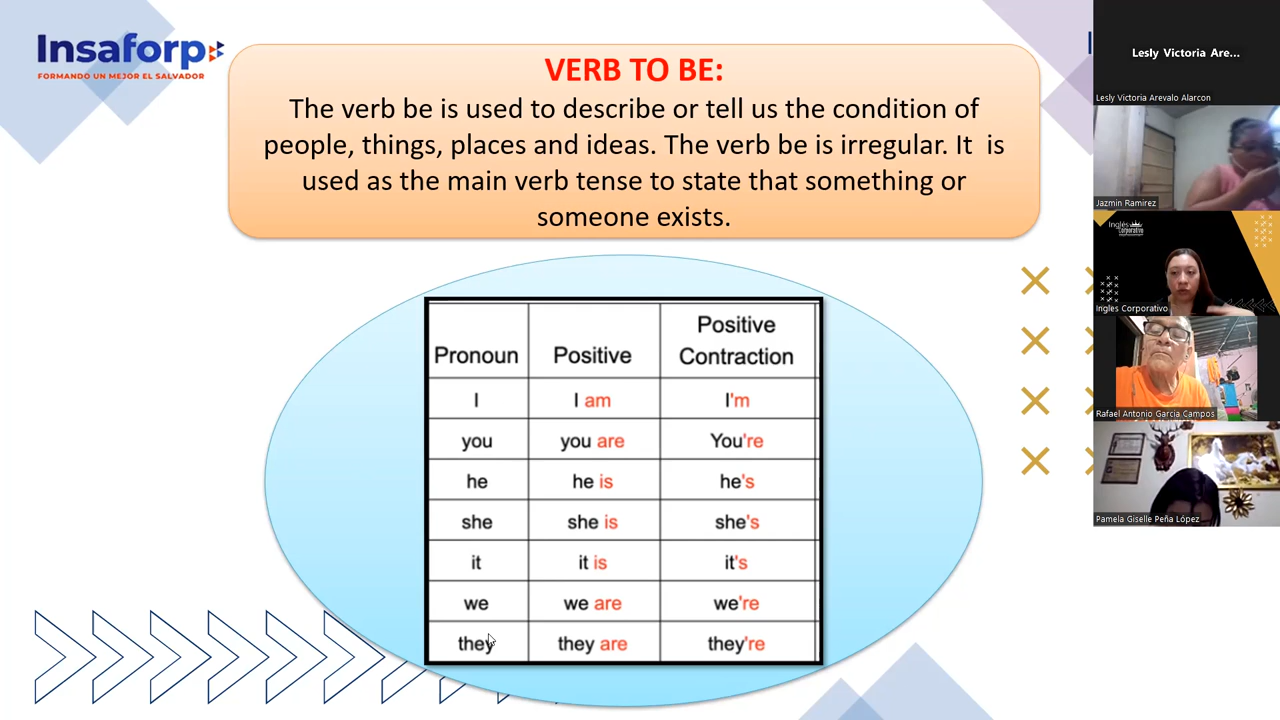 Insaforp
FORMANDO UN MEJOR EL SALVADOR
VERB TO BE:
The verb be is used to describe or tell us the condition of
people, things, places and ideas. The verb be is irregular. It is
used as the main verb tense to state that something or
someone exists.
Pronoun Positive Positive Contraction
I I am I'm
you you are You're
he he is he's
she she is she's
it it is it's
we we are we're
they they are they're
Lesly Victoria Are...
Lesly Victoria Arevalo Alarcon
Jazmin Ramirez
Inglés
Corporativo
Ingles Corporativo
Rafael Antonio Garcia Campos
Pamela Giselle Peña López